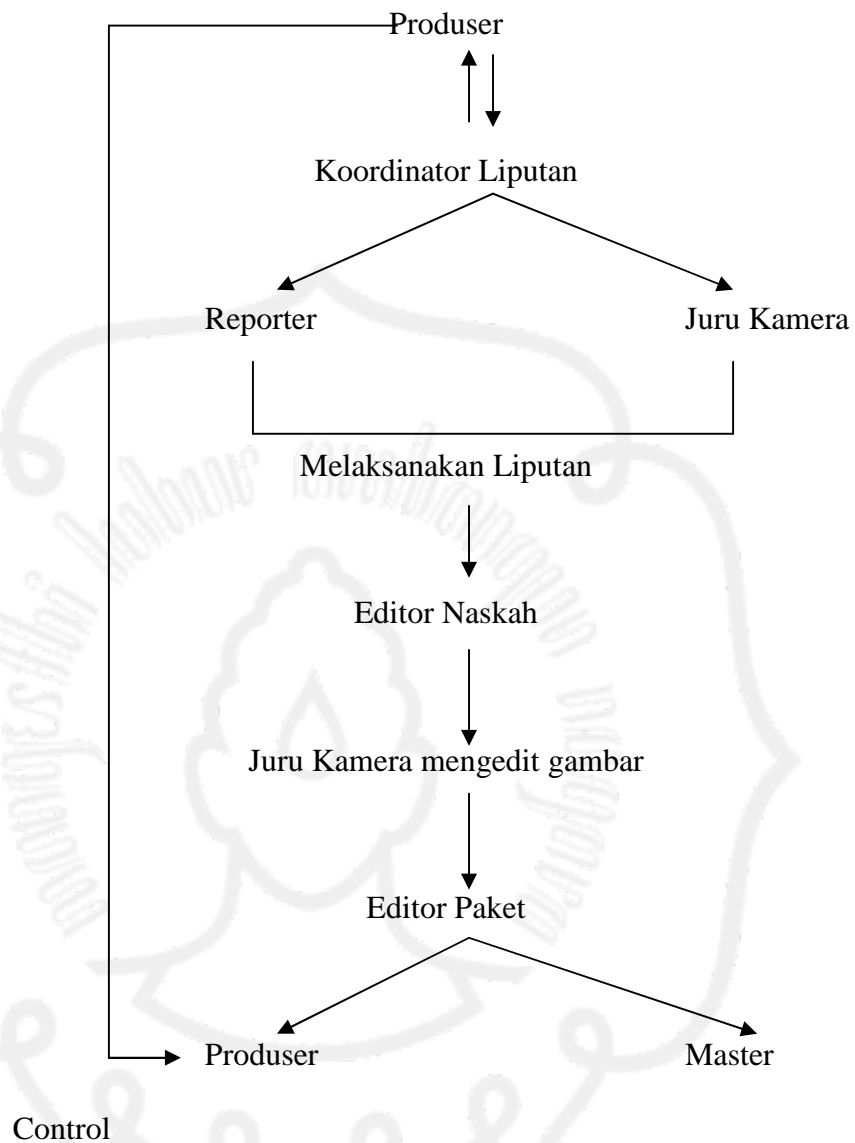 Produser
Koordinator Liputan
Reporter Juru Kamera
Melaksanakan Liputan
Editor Naskah
Juru Kamera mengedit gambar
Editor Paket
Produser Master
Control